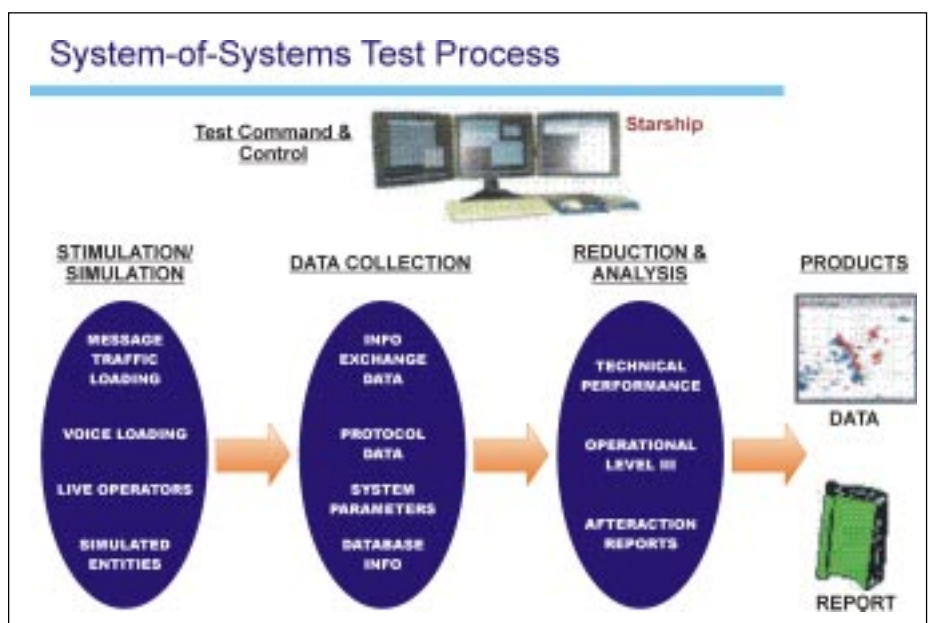 System-of-Systems Test Process
Test Command &
Control
Starship
STIMULATION/
SIMULATION
MESSAGE
TRAFFIC
LOADING
VOICE LOADING
LIVE OPERATORS
SIMULATED
ENTITIES
DATA COLLECTION
INFO
EXCHANGE
DATA
PROTOCOL
DATA
SYSTEM
PARAMETERS
DATABASE
INFO
REDUCTION &
ANALYSIS
TECHNICAL
PERFORMANCE
OPERATIONAL
LEVEL III
AFTERACTION
REPORTS
PRODUCTS
DATA
REPORT